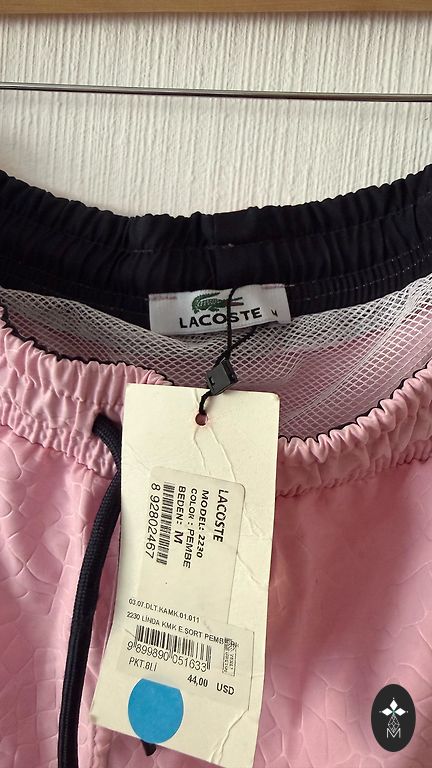 LACOSTE
M
LACOSTE
MODEL: 2230
COLOR: PEMBE
BEDEN: M
8 92802467
03.07.DLT.KAMK.01.011
2230 LINDA KMK E.SORT PEMBE
9 899890 051633
PKT.8LI
44,00 USD
M